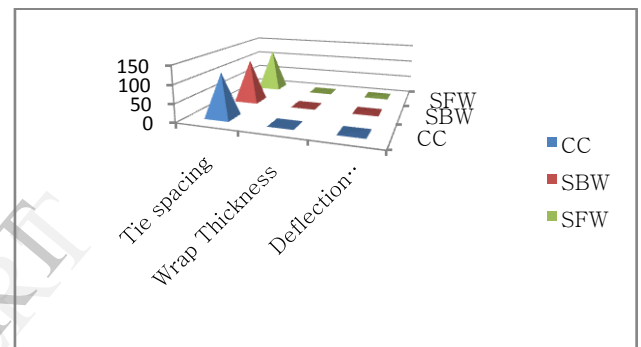 150
100
50
0
SFW
SBW
CC
Tie spacing
Wrap Thickness
Deflection..
CC
SBW
SFW